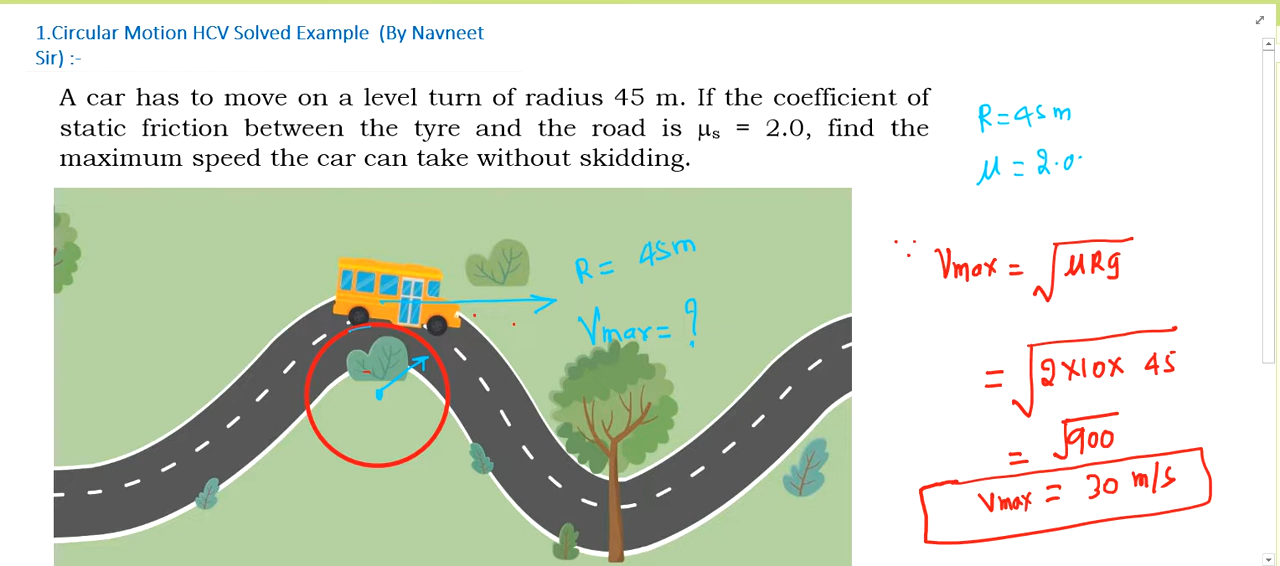 1.Circular Motion HCV Solved Example (By Navneet
Sir) :-
A car has to move on a level turn of radius 45 m. If the coefficient of
static friction between the tyre and the road is μₛ = 2.0, find the
maximum speed the car can take without skidding.
R = 45 m
μ = 2.0
R = 45m
Vmax = ?
∵ Vmax = √μRg
= √2×10× 45
= √900
Vmax = 30 m/s